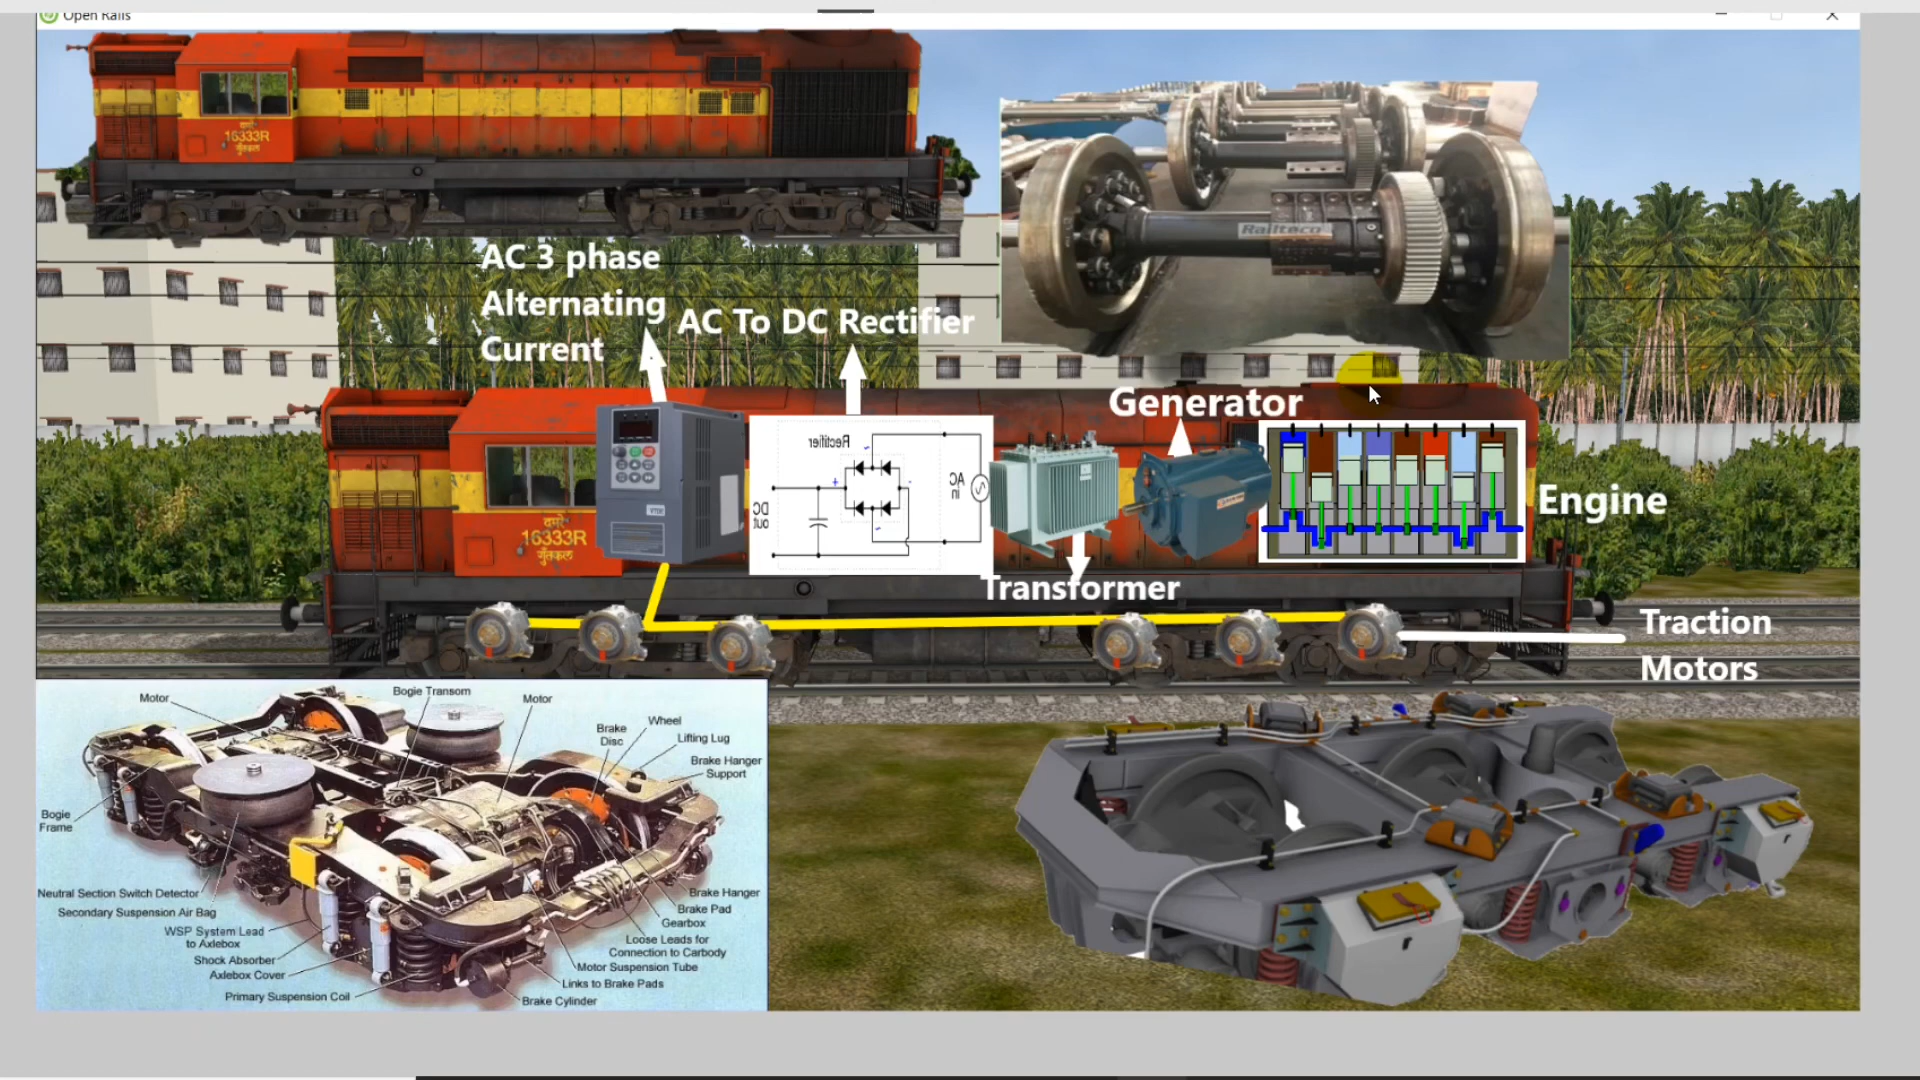 Open Rails
दमरे
16333R
गुंतकल
Railteco
AC 3 phase
Alternating
Current
AC To DC Rectifier
Generator
Rectifier
AC
in
DC
out
Engine
दमरे
16333R
गुंतकल
Transformer
Traction
Motors
Motor
Bogie Transom
Motor
Wheel
Brake
Disc
Lifting Lug
Brake Hanger
Support
Bogie
Frame
Neutral Section Switch Detector
Secondary Suspension Air Bag
WSP System Lead
to Axlebox
Shock Absorber
Axlebox Cover
Primary Suspension Coil
Brake Hanger
Brake Pad
Gearbox
Loose Leads for
Connection to Carbody
Motor Suspension Tube
Links to Brake Pads
Brake Cylinder